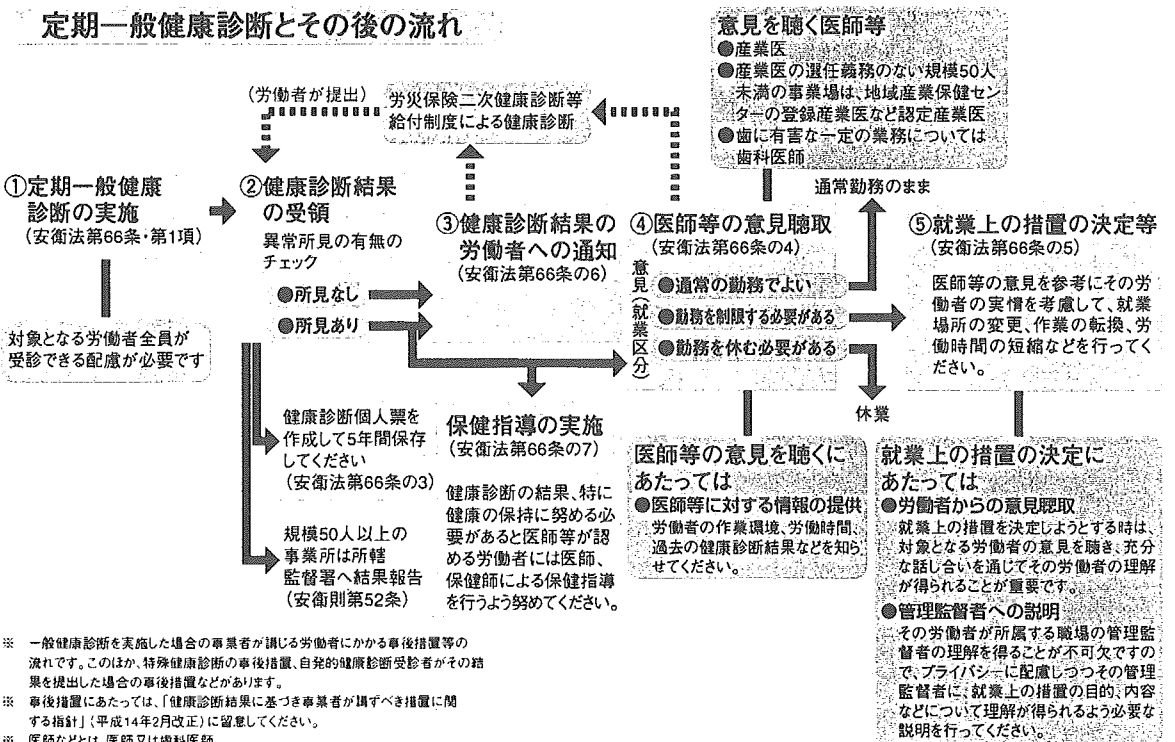 定期一般健康診断とその後の流れ
意見を聴く医師等
●産業医
●産業医の選任義務のない規模50人
未満の事業場は、地域産業保健セン
ターの登録産業医など認定産業医
●歯に有害な一定の業務については
歯科医師
(労働者が提出)
労災保険二次健康診断等
給付制度による健康診断
①定期一般健康
診断の実施
(安衛法第66条・第1項)
対象となる労働者全員が
受診できる配慮が必要です
②健康診断結果
の受領
異常所見の有無の
チェック
●所見なし
●所見あり
健康診断個人票を
作成して5年間保存
してください
(安衛法第66条の3)
規模50人以上の
事業所は所轄
監督署へ結果報告
(安衛則第52条)
③健康診断結果の
労働者への通知
(安衛法第66条の6)
保健指導の実施
(安衛法第66条の7)
健康診断の結果、特に
健康の保持に努める必
要があると医師等が認
める労働者には医師、
保健師による保健指導
を行うよう努めてください。
④医師等の意見聴取
(安衛法第66条の4)
意見(就業区分)
●通常の勤務でよい
●勤務を制限する必要がある
●勤務を休む必要がある
通常勤務のまま
休業
医師等の意見を聴くに
あたっては
●医師等に対する情報の提供
労働者の作業環境、労働時間、
過去の健康診断結果などを知ら
せてください。
⑤就業上の措置の決定等
(安衛法第66条の5)
医師等の意見を参考にその労
働者の実情を考慮して、就業
場所の変更、作業の転換、労
働時間の短縮などを行ってく
ださい。
就業上の措置の決定に
あたっては
●労働者からの意見聴取
就業上の措置を決定しようとする時は、
対象となる労働者の意見を聴き、充分
な話し合いを通じてその労働者の理解
が得られることが重要です。
●管理監督者への説明
その労働者が所属する職場の管理監
督者の理解を得ることが不可欠ですの
で、プライバシーに配慮しつつその管理
監督者に、就業上の措置の目的、内容
などについて理解が得られるよう必要な
説明を行ってください。
※ 一般健康診断を実施した場合の事業者が講じる労働者にかかる事後措置等の
流れです。このほか、特殊健康診断の事後措置、自発的健康診断受診者がその結
果を提出した場合の事後措置などがあります。
※ 事後措置にあたっては、「健康診断結果に基づき事業者が講ずべき措置に関
する指針」(平成14年2月改正)に留意してください。
※ 医師などとは、医師又は歯科医師